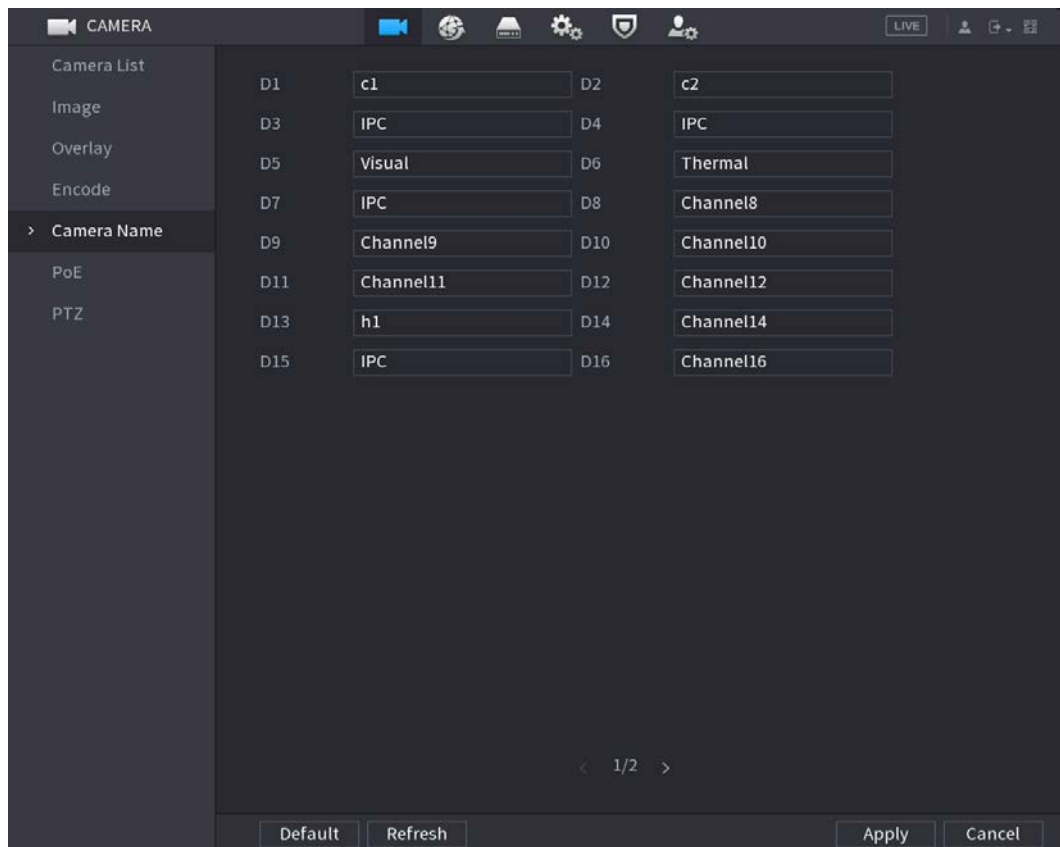 CAMERA LIVE
Camera List
Image
Overlay
Encode
Camera Name
PoE
PTZ
D1 c1 D2 c2
D3 IPC D4 IPC
D5 Visual D6 Thermal
D7 IPC D8 Channel8
D9 Channel9 D10 Channel10
D11 Channel11 D12 Channel12
D13 h1 D14 Channel14
D15 IPC D16 Channel16
1/2
Default Refresh Apply Cancel